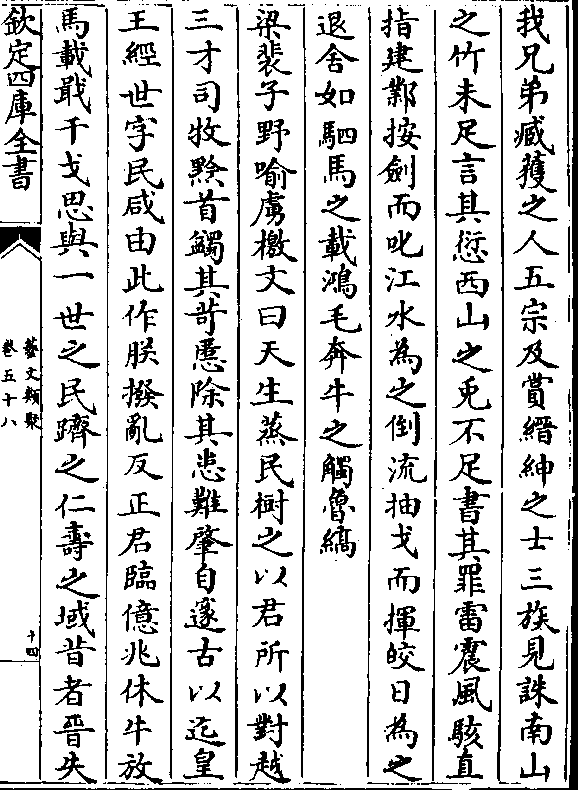 我兄弟臧獲之人五宗及賞縉紳之士三族見誅南山
之竹未足言其愆西山之兎不足書其罪雷震風駭直
指建鄴按劍而叱江水為之倒流抽戈而揮皎日為之
退舍如駟馬之載鴻毛奔牛之觸魯縞
梁裴子野喻虜檄文曰天生蒸民樹之以君所以對越
三才司牧黔首蠲其苛慝除其患難肇自邃古以迄皇
王經世字民咸由此作朕撥亂反正君臨億兆休牛放
馬載戢干戈思與一世之民躋之仁壽之域昔者晉失
欽定四庫全書
藝文類聚
卷五十八
十四